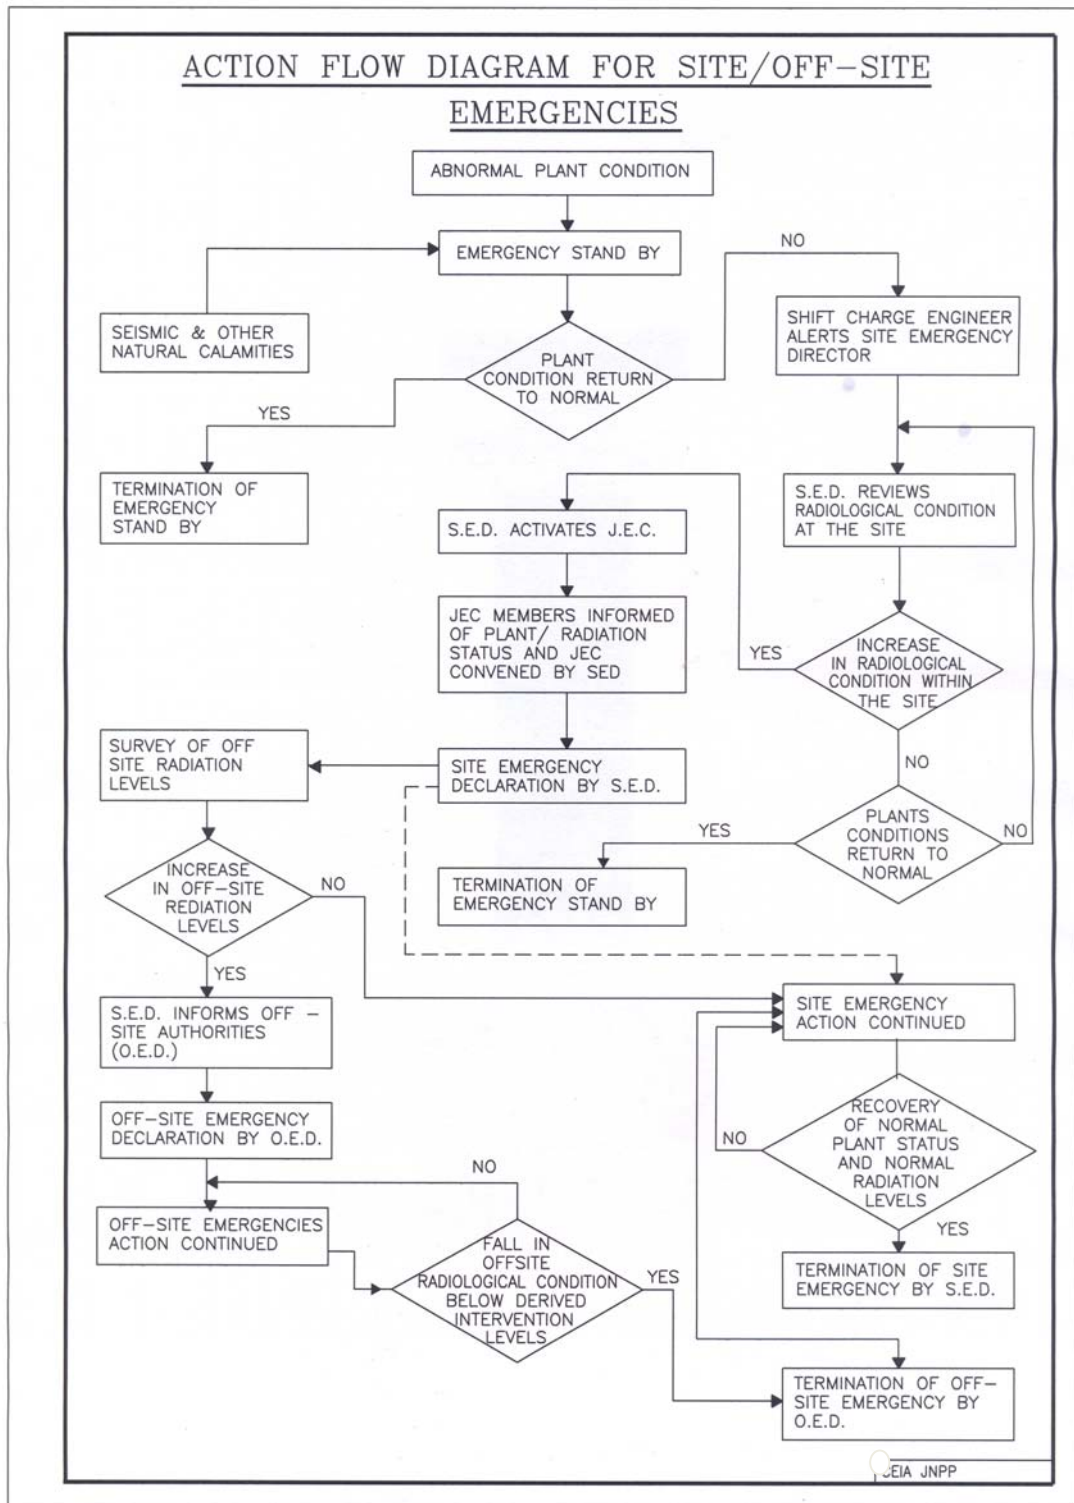 ACTION FLOW DIAGRAM FOR SITE/OFF-SITE
EMERGENCIES
ABNORMAL PLANT CONDITION
EMERGENCY STAND BY
NO
SEISMIC & OTHER
NATURAL CALAMITIES
SHIFT CHARGE ENGINEER
ALERTS SITE EMERGENCY
DIRECTOR
PLANT
CONDITION RETURN
TO NORMAL
YES
TERMINATION OF
EMERGENCY
STAND BY
S.E.D. ACTIVATES J.E.C.
S.E.D. REVIEWS
RADIOLOGICAL CONDITION
AT THE SITE
JEC MEMBERS INFORMED
OF PLANT/ RADIATION
STATUS AND JEC
CONVENED BY SED
YES
INCREASE
IN RADIOLOGICAL
CONDITION WITHIN
THE SITE
NO
SURVEY OF OFF
SITE RADIATION
LEVELS
SITE EMERGENCY
DECLARATION BY S.E.D.
PLANTS
CONDITIONS
RETURN TO
NORMAL
YES
NO
TERMINATION OF
EMERGENCY STAND BY
INCREASE
IN OFF-SITE
REDIATION
LEVELS
NO
YES
S.E.D. INFORMS OFF -
SITE AUTHORITIES
(O.E.D.)
SITE EMERGENCY
ACTION CONTINUED
OFF-SITE EMERGENCY
DECLARATION BY O.E.D.
RECOVERY
OF NORMAL
PLANT STATUS
AND NORMAL
RADIATION
LEVELS
NO
YES
NO
OFF-SITE EMERGENCIES
ACTION CONTINUED
FALL IN
OFFSITE
RADIOLOGICAL CONDITION
BELOW DERIVED
INTERVENTION
LEVELS
YES
TERMINATION OF SITE
EMERGENCY BY S.E.D.
TERMINATION OF OFF-
SITE EMERGENCY BY
O.E.D.
JNPP